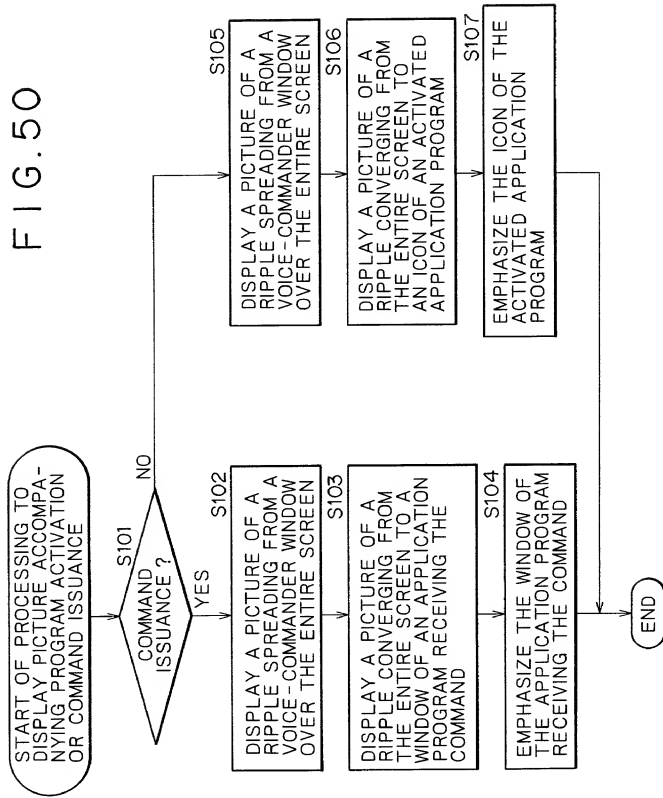 FIG.50
START OF PROCESSING TO
DISPLAY PICTURE ACCOMPA-
NYING PROGRAM ACTIVATION
OR COMMAND ISSUANCE
S101
COMMAND
ISSUANCE ?
NO
YES
S102
DISPLAY A PICTURE OF A
RIPPLE SPREADING FROM A
VOICE-COMMANDER WINDOW
OVER THE ENTIRE SCREEN
S103
DISPLAY A PICTURE OF A
RIPPLE CONVERGING FROM
THE ENTIRE SCREEN TO A
WINDOW OF AN APPLICATION
PROGRAM RECEIVING THE
COMMAND
S104
EMPHASIZE THE WINDOW OF
THE APPLICATION PROGRAM
RECEIVING THE COMMAND
S105
DISPLAY A PICTURE OF A
RIPPLE SPREADING FROM A
VOICE-COMMANDER WINDOW
OVER THE ENTIRE SCREEN
S106
DISPLAY A PICTURE OF A
RIPPLE CONVERGING FROM
THE ENTIRE SCREEN TO
AN ICON OF AN ACTIVATED
APPLICATION PROGRAM
S107
EMPHASIZE THE ICON OF THE
ACTIVATED APPLICATION
PROGRAM
END